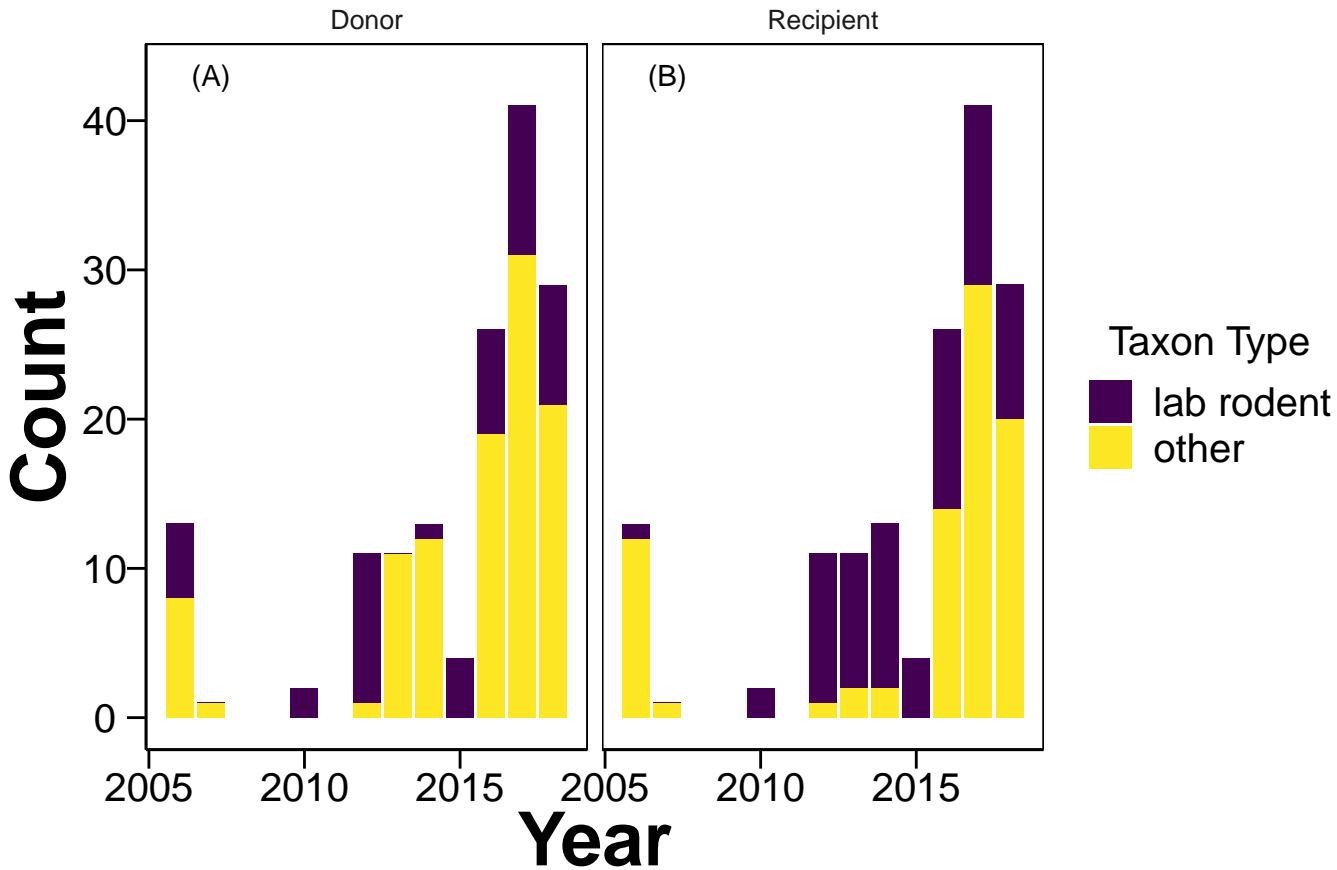 Donor
Recipient
(A)
(B)
Count
40
30
20
10
0
2005
2010
2015
2005
2010
2015
Year
Taxon Type
lab rodent
other